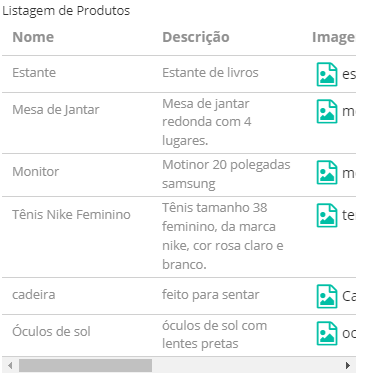 Listagem de Produtos
Nome Descrição Image
Estante Estante de livros es
Mesa de Jantar Mesa de jantar
redonda com 4
lugares.
Monitor Motinor 20 polegadas
samsung
Tênis Nike Feminino Tênis tamanho 38
feminino, da marca
nike, cor rosa claro e
branco.
cadeira feito para sentar Ca
Óculos de sol óculos de sol com
lentes pretas